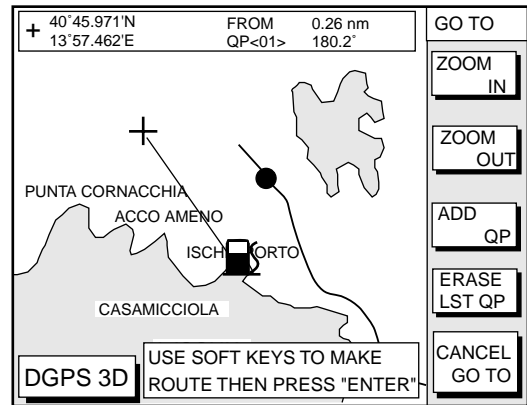 + 40°45.971'N FROM 0.26 nm
13°57.462'E QP<01> 180.2°
GO TO
ZOOM
IN
ZOOM
OUT
ADD
QP
ERASE
LST QP
CANCEL
GO TO
PUNTA CORNACCHIA
ACCO AMENO
CASAMICCIOLA
DGPS 3D
USE SOFT KEYS TO MAKE
ROUTE THEN PRESS "ENTER"